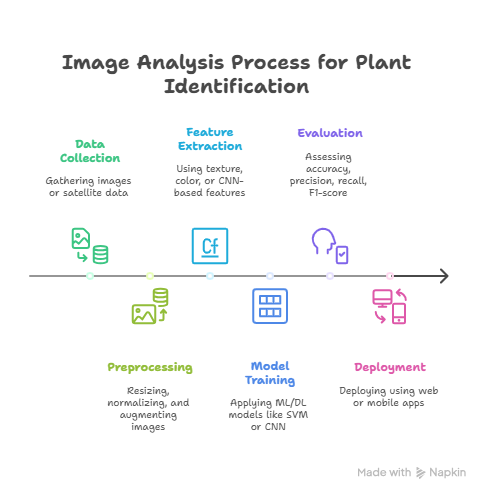 Image Analysis Process for Plant
Identification
Data
Collection
Gathering images
or satellite data
Feature
Extraction
Using texture,
color, or CNN-
based features
Evaluation
Assessing
accuracy,
precision, recall,
F1-score
Cf
Preprocessing
Resizing,
normalizing, and
augmenting
images
Model
Training
Applying ML/DL
models like SVM
or CNN
Deployment
Deploying using web
or mobile apps
Made with Napkin